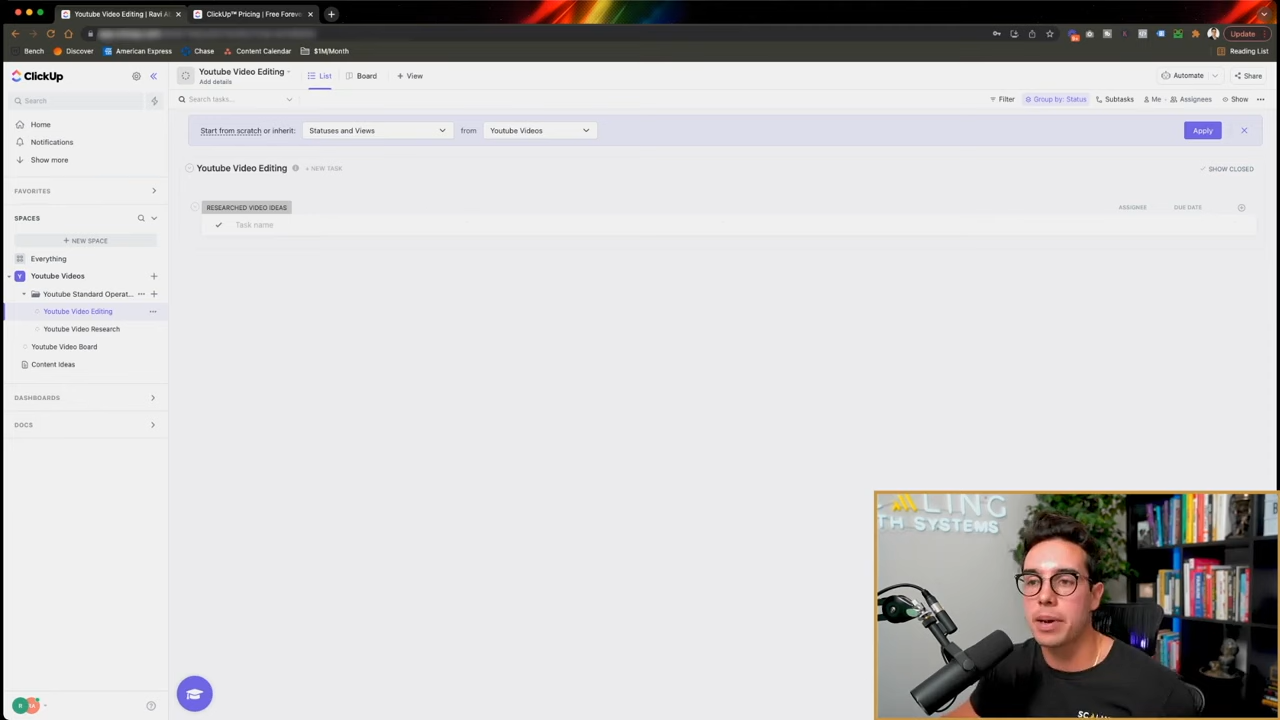 Youtube Video Editing | Ravi A
ClickUp™ Pricing | Free Foreve
Update
Bench
Discover
American Express
Chase
Content Calendar
$1M/Month
Reading List
ClickUp
Youtube Video Editing
Add details
List
Board
+ View
Automate
Share
Search
Search tasks...
Filter
Group by: Status
Subtasks
Me
Assignees
Show
Home
Notifications
Show more
Start from scratch or inherit:
Statuses and Views
from
Youtube Videos
Apply
Youtube Video Editing
+ NEW TASK
SHOW CLOSED
FAVORITES
RESEARCHED VIDEO IDEAS
ASSIGNEE
DUE DATE
SPACES
Task name
+ NEW SPACE
Everything
Y
Youtube Videos
Youtube Standard Operat...
Youtube Video Editing
Youtube Video Research
Youtube Video Board
Content Ideas
DASHBOARDS
DOCS
LING
TH SYSTEMS
R